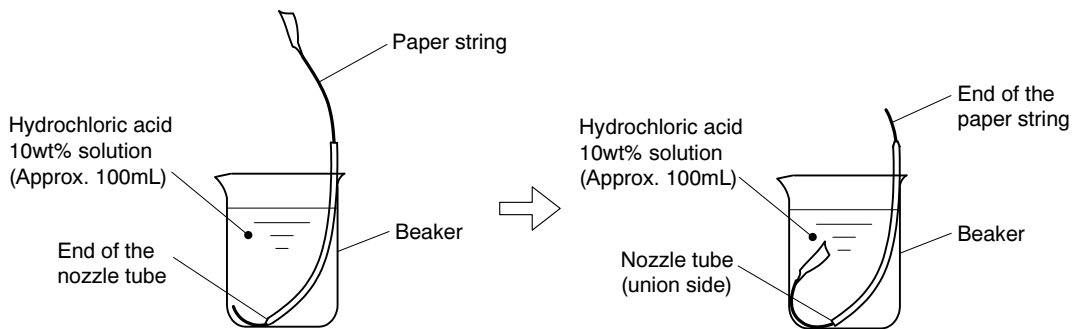 Paper string
Hydrochloric acid
10wt% solution
(Approx. 100mL)
End of the
nozzle tube
Beaker
End of the
paper string
Hydrochloric acid
10wt% solution
(Approx. 100mL)
Nozzle tube
(union side)
Beaker